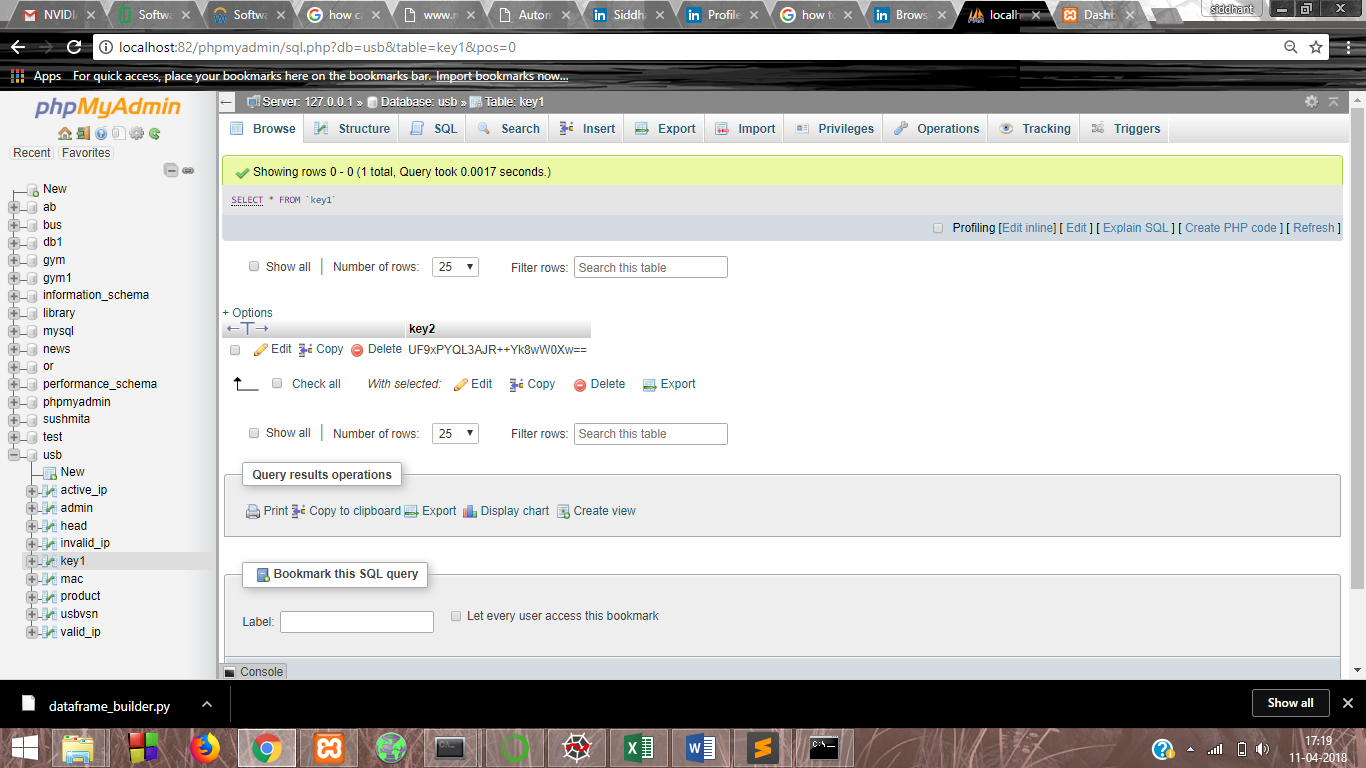 NVIDI
Softwa
Softwa
how ca
www.n
Autom
Siddha
Profile
how to
Brows
localh
Dashb
siddhant
localhost:82/phpmyadmin/sql.php?db=usb&table=key1&pos=0
Apps For quick access, place your bookmarks here on the bookmarks bar. Import bookmarks now...
phpMyAdmin
Recent Favorites
New
ab
bus
db1
gym
gym1
information_schema
library
mysql
news
or
performance_schema
phpmyadmin
sushmita
test
usb
New
active_ip
admin
head
invalid_ip
key1
mac
product
usbvsn
valid_ip
Server: 127.0.0.1 » Database: usb » Table: key1
Browse Structure SQL Search Insert Export Import Privileges Operations Tracking Triggers
Showing rows 0 - 0 (1 total, Query took 0.0017 seconds.)
SELECT * FROM `key1`
Profiling [Edit inline] [ Edit ] [ Explain SQL ] [ Create PHP code ] [ Refresh ]
Show all Number of rows: 25 Filter rows: Search this table
+ Options
key2
Edit Copy Delete UF9xPYQL3AJR++Yk8wW0Xw==
Check all With selected: Edit Copy Delete Export
Show all Number of rows: 25 Filter rows: Search this table
Query results operations
Print Copy to clipboard Export Display chart Create view
Bookmark this SQL query
Label: Let every user access this bookmark
Console
dataframe_builder.py
Show all
17:19
11-04-2018